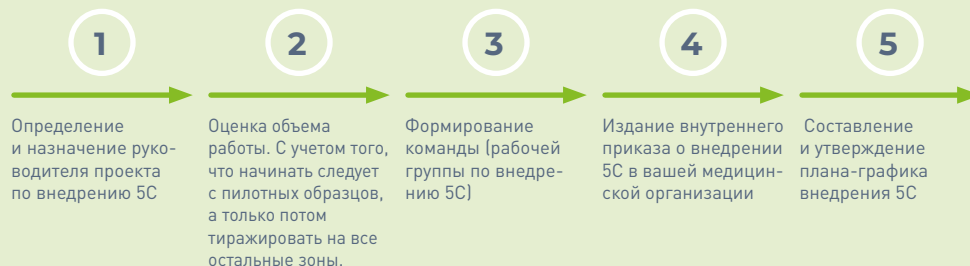 1
Определение
и назначение руко-
водителя проекта
по внедрению 5С
2
Оценка объема
работы. С учетом того,
что начинать следует
с пилотных образцов,
а только потом
тиражировать на все
остальные зоны.
3
Формирование
команды (рабочей
группы по внедре-
нию 5С)
4
Издание внутреннего
приказа о внедрении
5С в вашей медицин-
ской организации
5
Составление
и утверждение
плана-графика
внедрения 5С